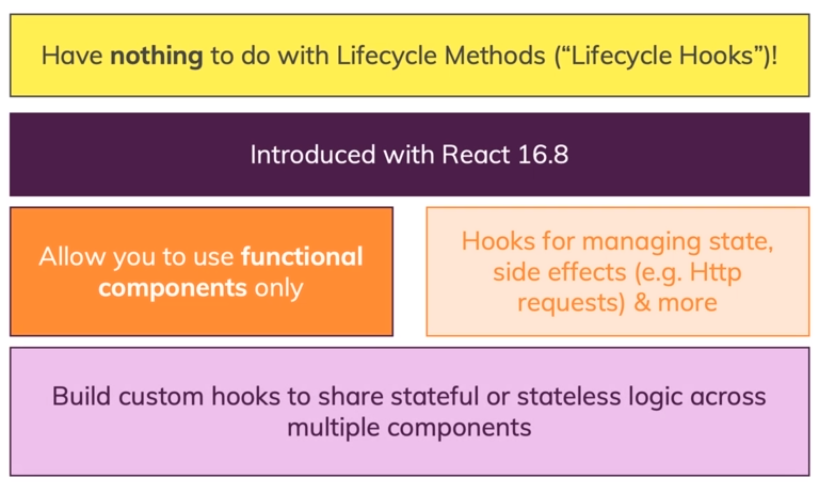 Have nothing to do with Lifecycle Methods (“Lifecycle Hooks”)!
Introduced with React 16.8
Allow you to use functional
components only
Hooks for managing state,
side effects (e.g. Http
requests) & more
Build custom hooks to share stateful or stateless logic across
multiple components